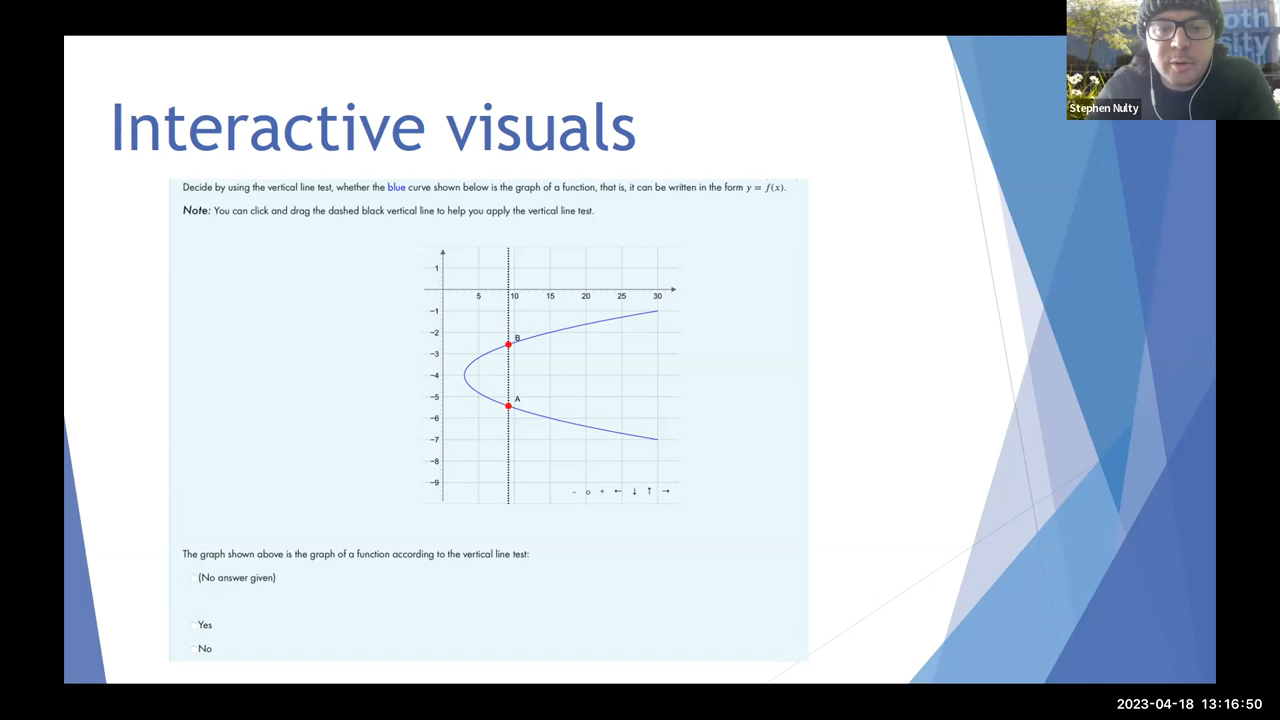 oth
sity
Stephen Nulty
Interactive visuals
Decide by using the vertical line test, whether the blue curve shown below is the graph of a function, that is, it can be written in the form y = f(x).
Note: You can click and drag the dashed black vertical line to help you apply the vertical line test.
1
5 10 15 20 25 30
−1
−2
B
−3
−4
A
−5
−6
−7
−8
−9
− o + ← ↓ ↑ →
The graph shown above is the graph of a function according to the vertical line test:
(No answer given)
Yes
No
2023-04-18 13:16:50